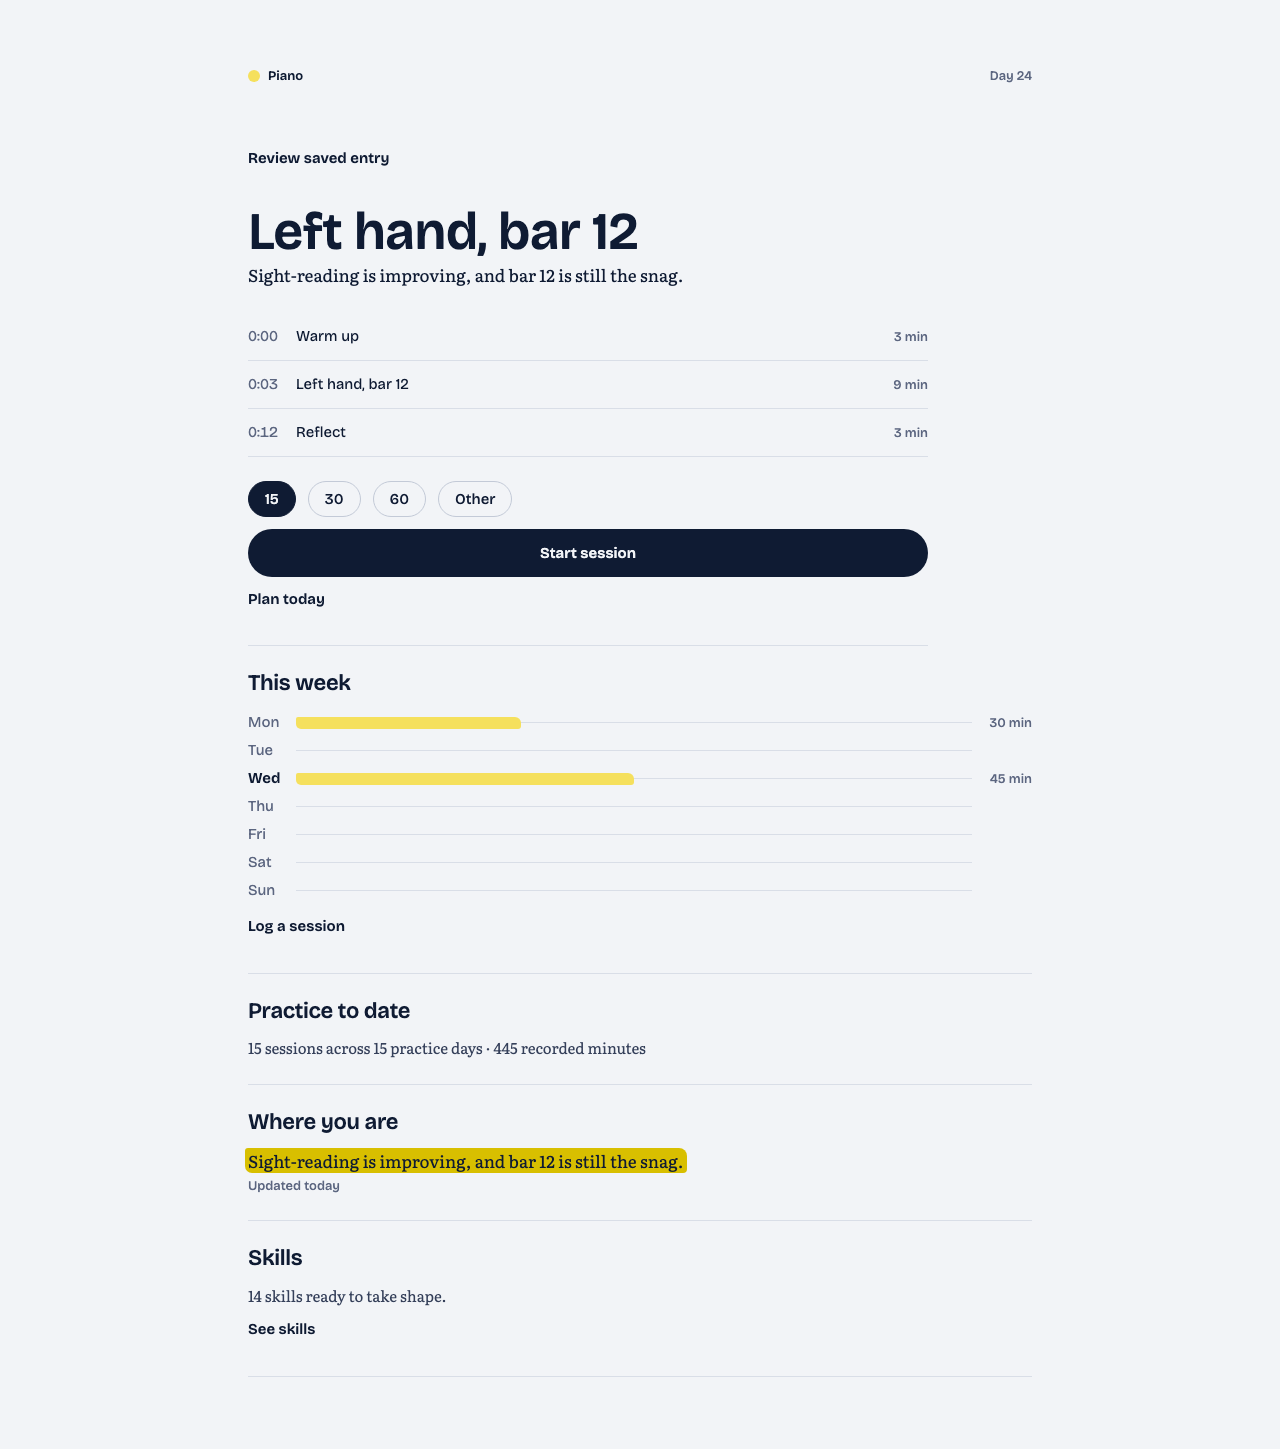 Piano
Day 24
Review saved entry
Left hand, bar 12
Sight-reading is improving, and bar 12 is still the snag.
0:00 Warm up 3 min
0:03 Left hand, bar 12 9 min
0:12 Reflect 3 min
15 30 60 Other
Start session
Plan today
This week
Mon 30 min
Tue
Wed 45 min
Thu
Fri
Sat
Sun
Log a session
Practice to date
15 sessions across 15 practice days · 445 recorded minutes
Where you are
Sight-reading is improving, and bar 12 is still the snag.
Updated today
Skills
14 skills ready to take shape.
See skills